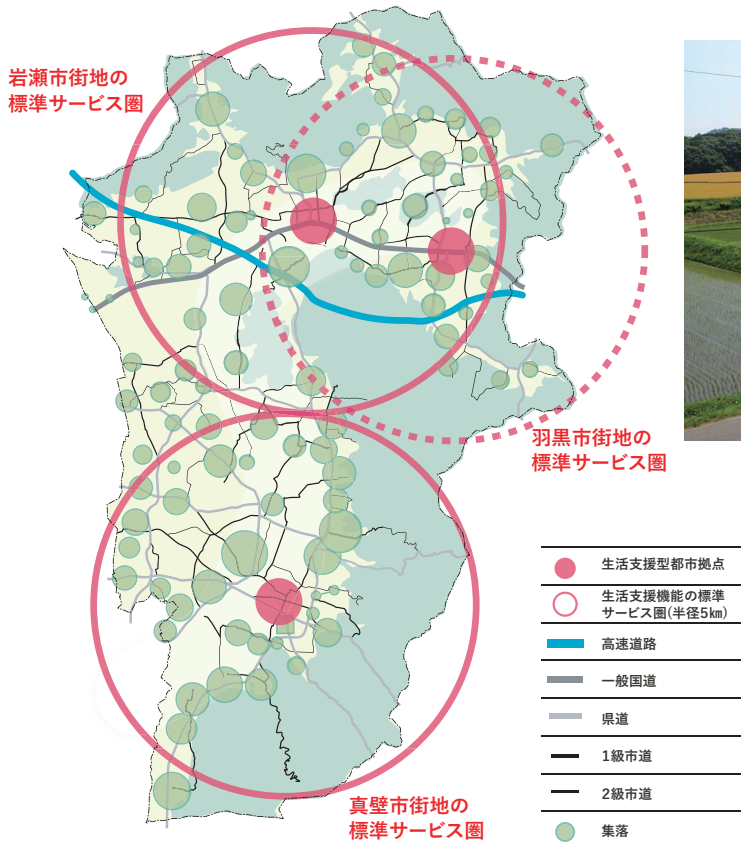 岩瀬市街地の
標準サービス圏
羽黒市街地の
標準サービス圏
真壁市街地の
標準サービス圏
生活支援型都市拠点
生活支援機能の標準
サービス圏(半径5㎞)
高速道路
一般国道
県道
1級市道
2級市道
集落